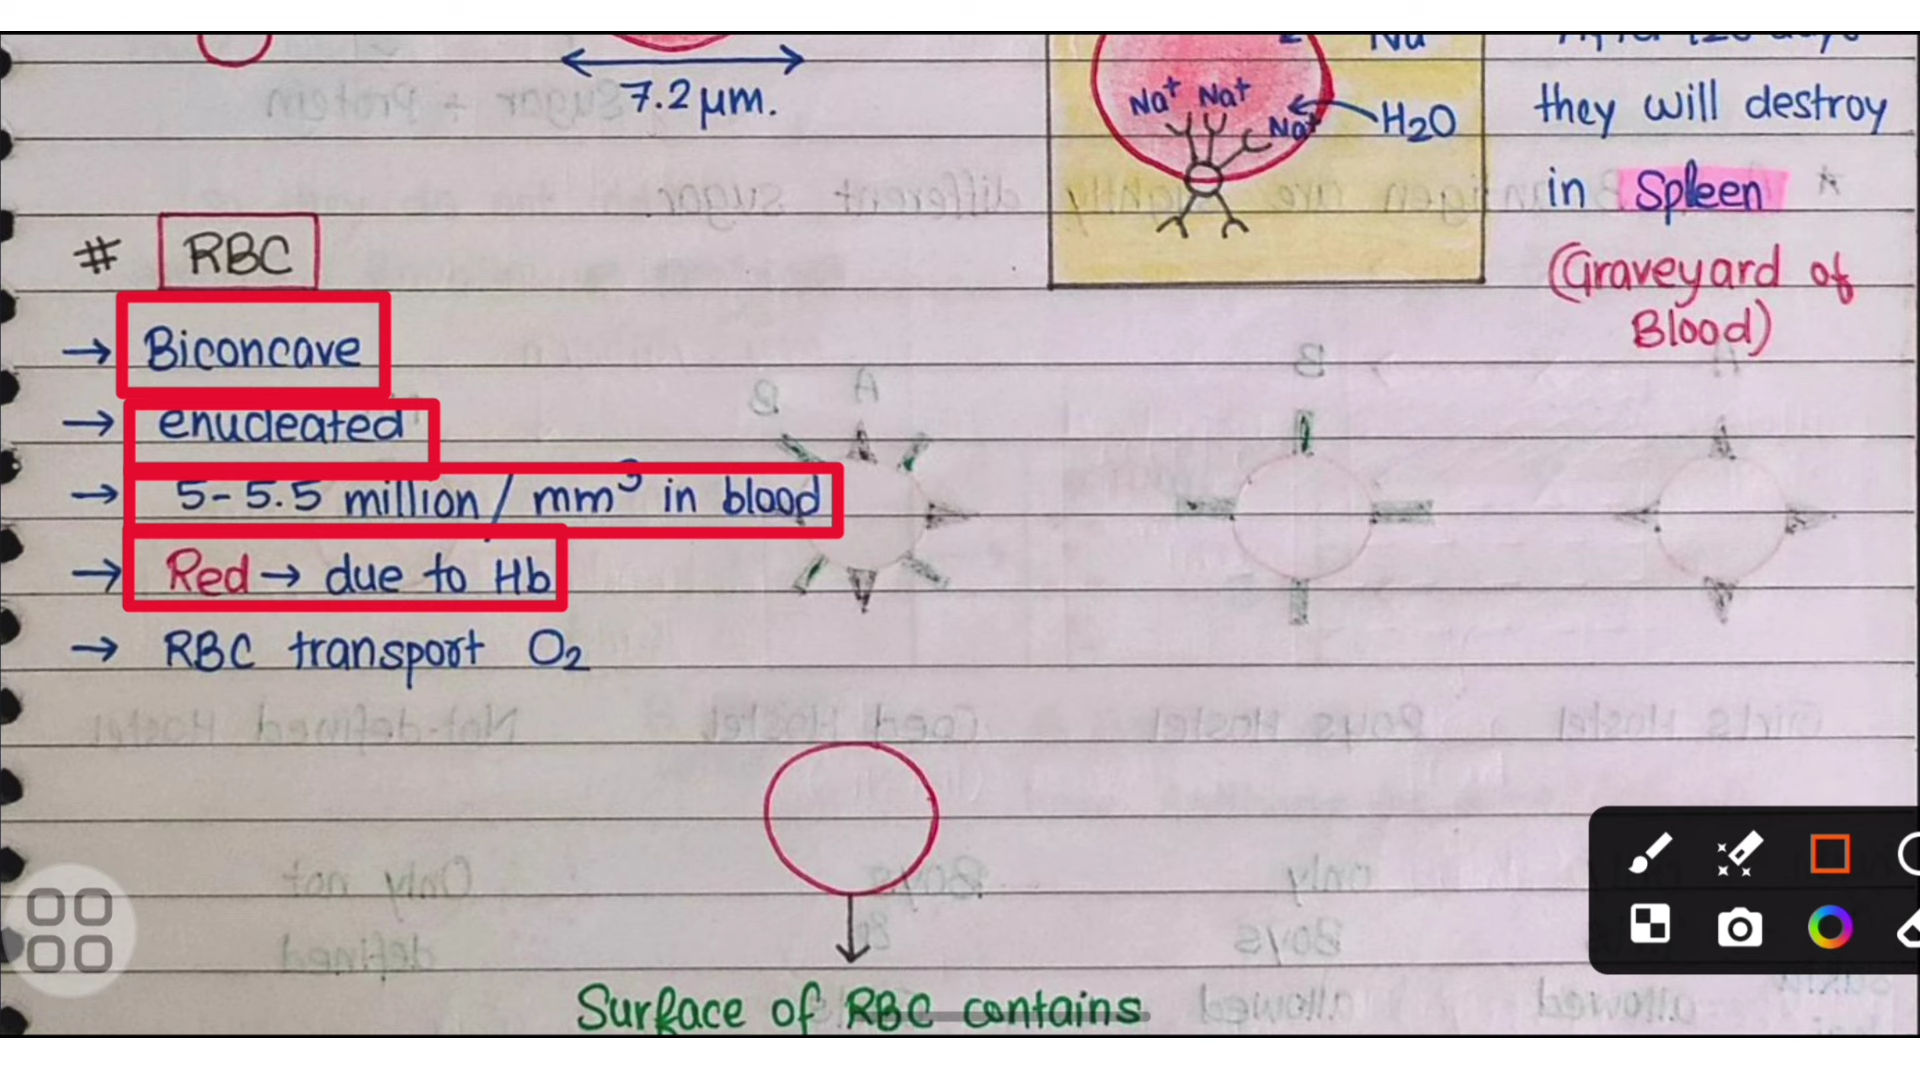 7.2 μm.
Na⁺ Na⁺
Na⁺
H2O
they will destroy
in Spleen
(Graveyard of
Blood)
# RBC
→ Biconcave
→ enucleated
→ 5-5.5 million / mm³ in blood
→ Red → due to Hb
→ RBC transport O2
Surface of RBC contains